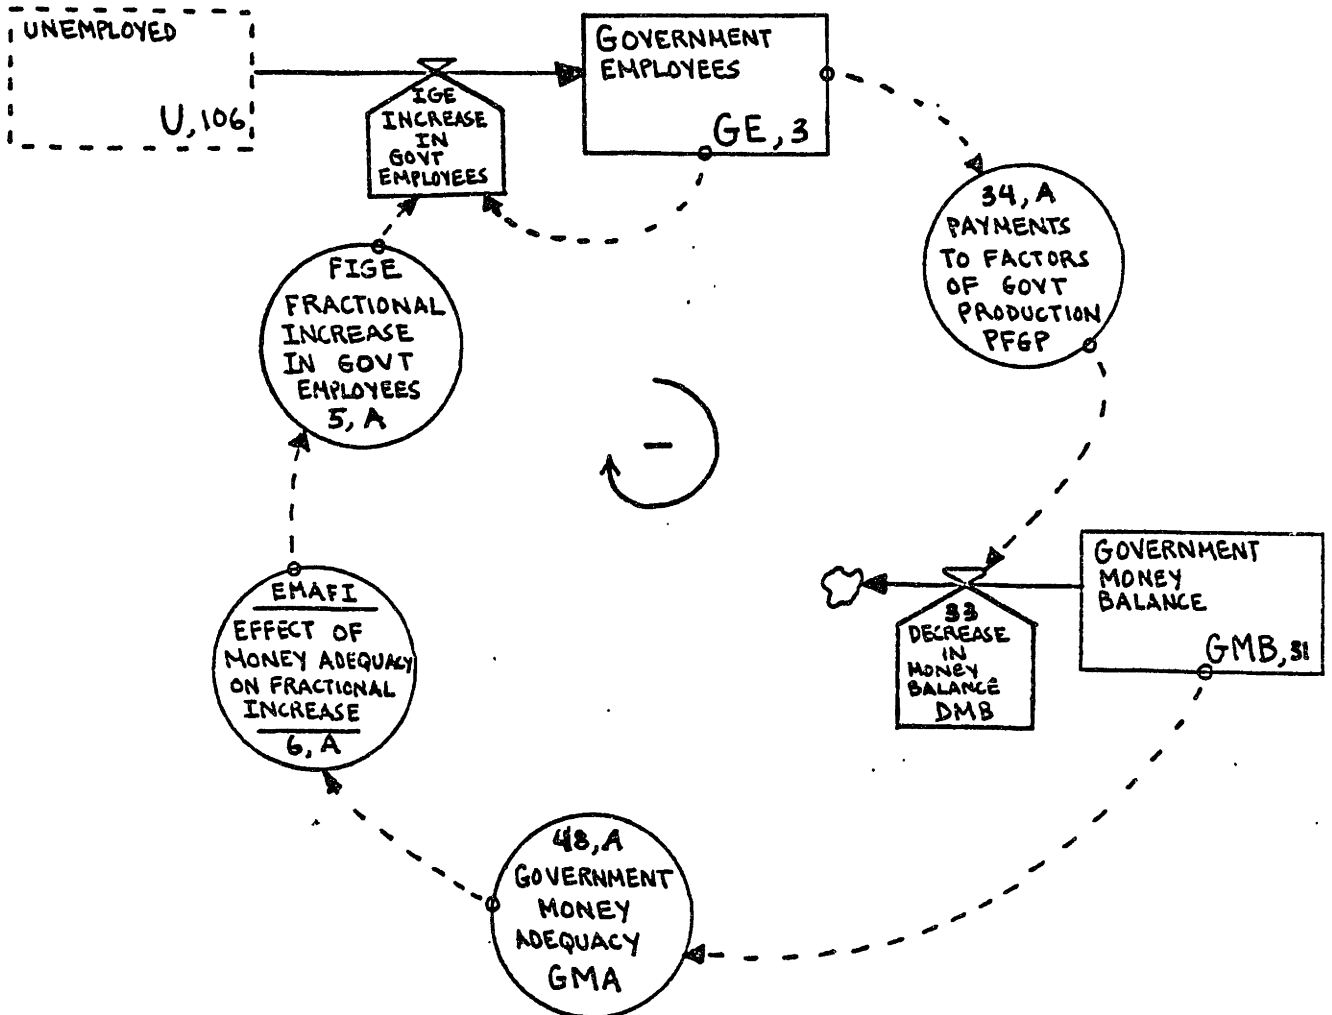 UNEMPLOYED
U, 106
IGE
INCREASE
IN
GOVT
EMPLOYEES
GOVERNMENT
EMPLOYEES
GE, 3
34, A
PAYMENTS
TO FACTORS
OF GOVT
PRODUCTION
PFGP
FIGE
FRACTIONAL
INCREASE
IN GOVT
EMPLOYEES
5, A
−
GOVERNMENT
MONEY
BALANCE
GMB, 31
33
DECREASE
IN
MONEY
BALANCE
DMB
EMAFI
EFFECT OF
MONEY ADEQUACY
ON FRACTIONAL
INCREASE
6, A
48, A
GOVERNMENT
MONEY
ADEQUACY
GMA